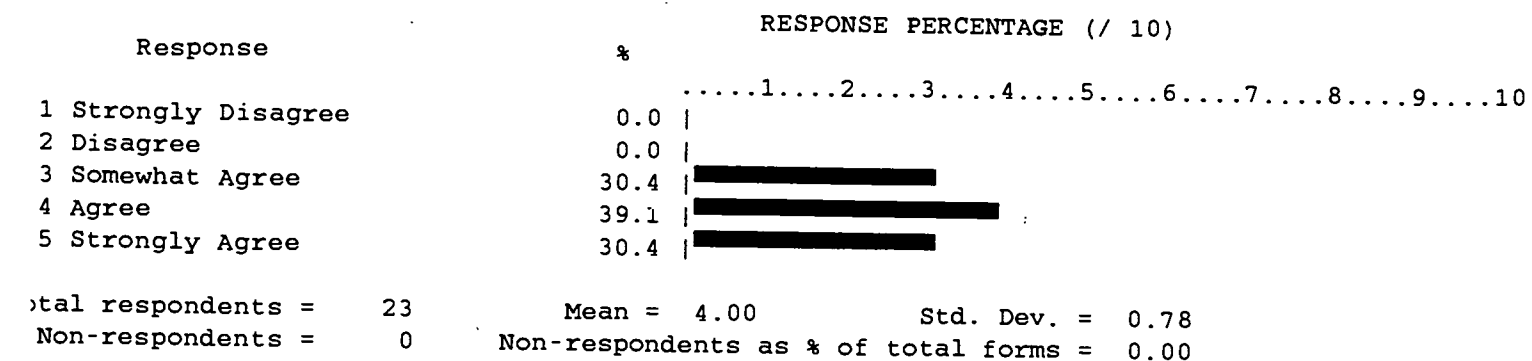 RESPONSE PERCENTAGE (/ 10)
Response %
.....1....2....3....4....5....6....7....8....9....10
1 Strongly Disagree 0.0 |
2 Disagree 0.0 |
3 Somewhat Agree 30.4 |
4 Agree 39.1 |
5 Strongly Agree 30.4 |
otal respondents = 23 Mean = 4.00 Std. Dev. = 0.78
Non-respondents = 0 Non-respondents as % of total forms = 0.00